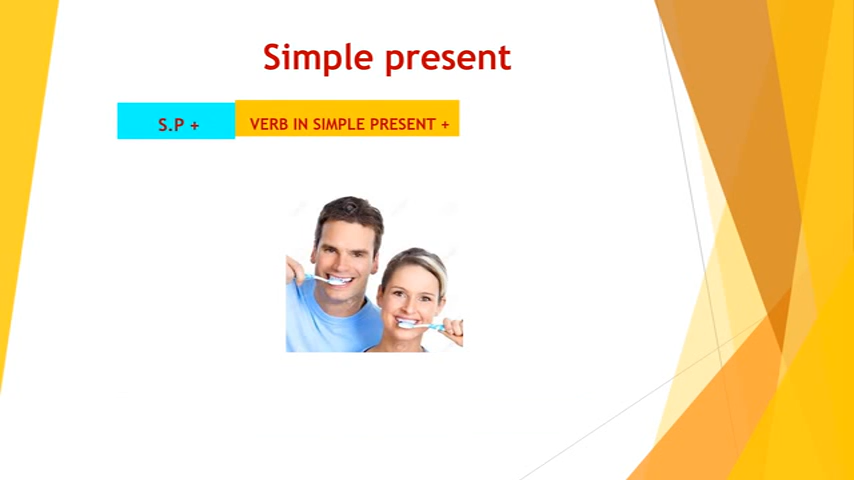 Simple present
S.P +
VERB IN SIMPLE PRESENT +